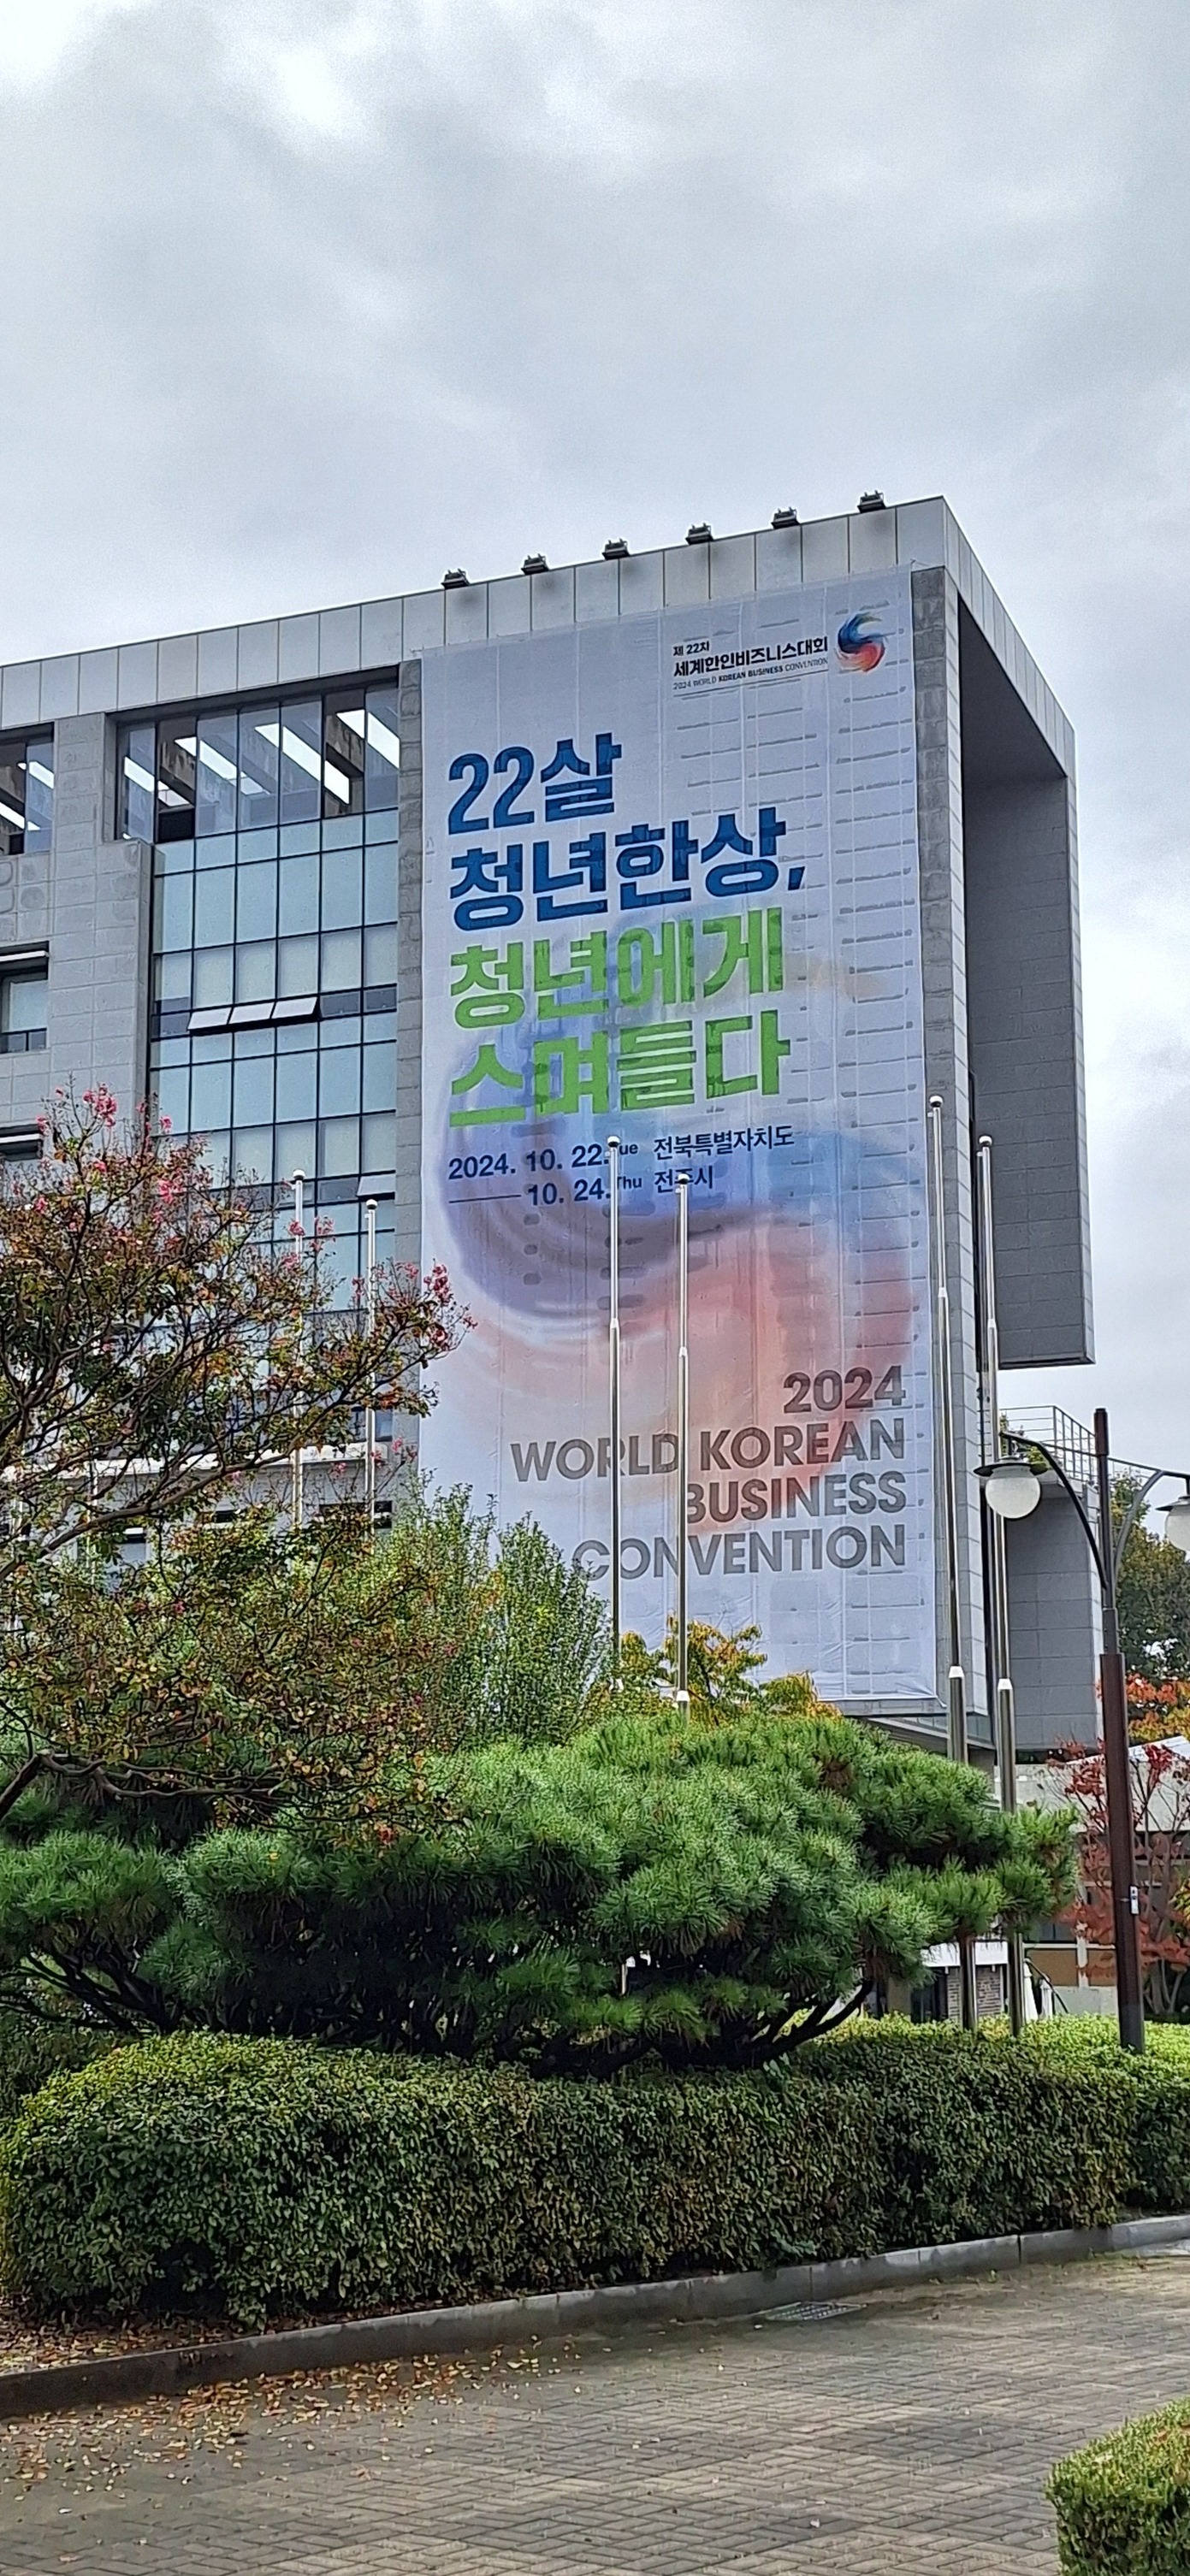 제 22차
세계한인비즈니스대회
2024 WORLD KOREAN BUSINESS CONVENTION
22살
청년한상,
청년에게
스며들다
2024. 10. 22. Tue 전북특별자치도
10. 24. Thu 전주시
2024
WORLD KOREAN
BUSINESS
CONVENTION